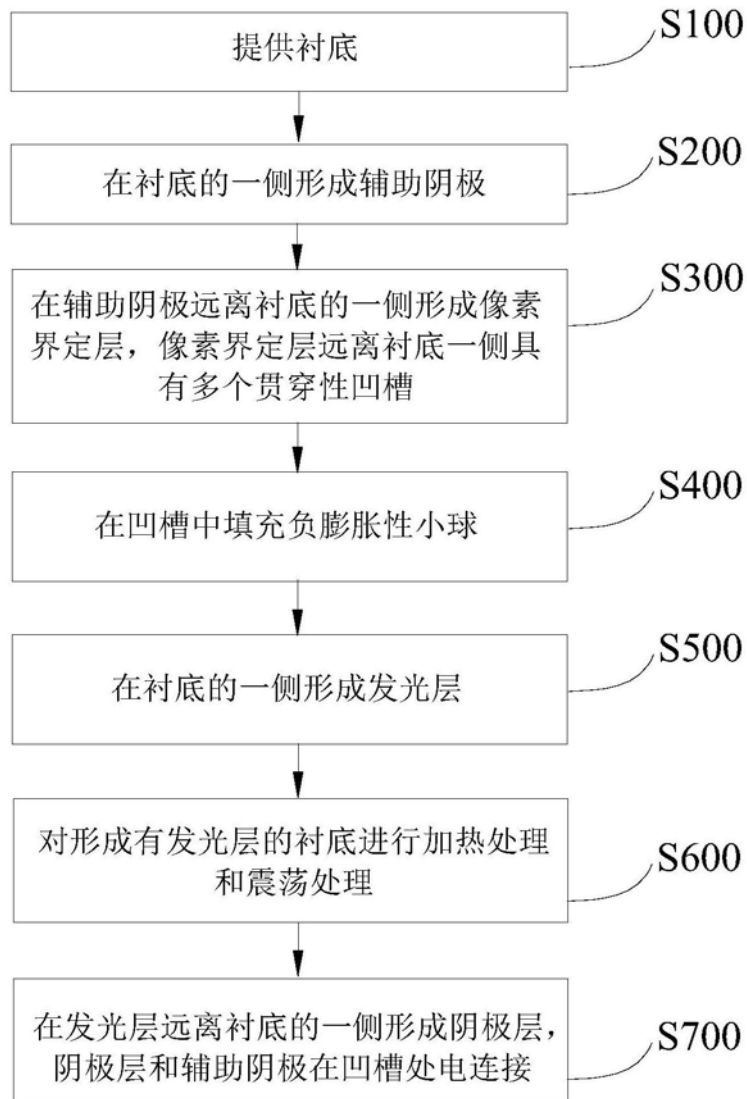 提供衬底
S100
在衬底的一侧形成辅助阴极
S200
在辅助阴极远离衬底的一侧形成像素
界定层，像素界定层远离衬底一侧具
有多个贯穿性凹槽
S300
在凹槽中填充负膨胀性小球
S400
在衬底的一侧形成发光层
S500
对形成有发光层的衬底进行加热处理
和震荡处理
S600
在发光层远离衬底的一侧形成阴极层，
阴极层和辅助阴极在凹槽处电连接
S700